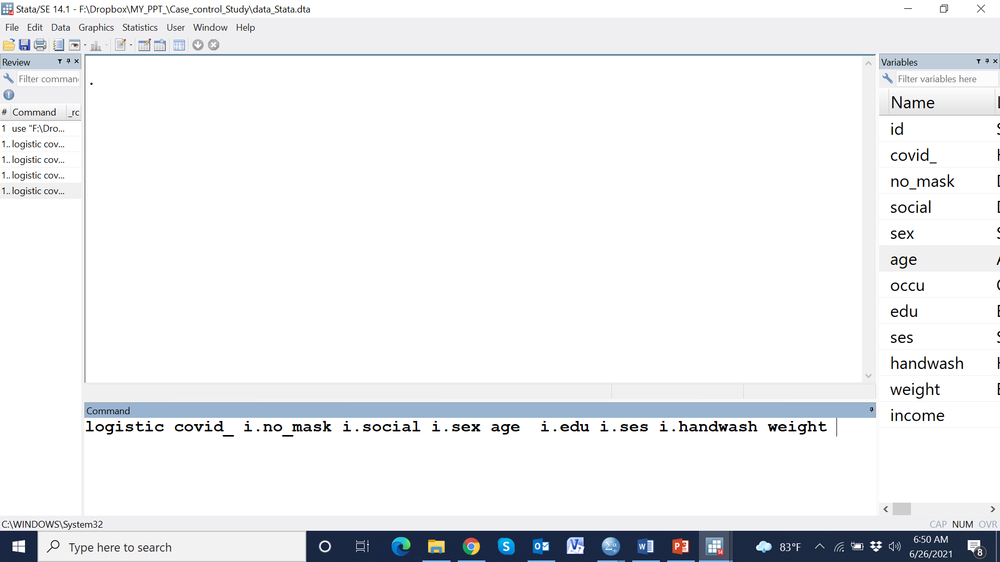 Stata/SE 14.1 - F:\Dropbox\MY_PPT_\Case_control_Study\data_Stata.dta
File Edit Data Graphics Statistics User Window Help
Review
Filter comman
# Command _rc
1 use "F:\Dro...
1.. logistic cov...
1.. logistic cov...
1.. logistic cov...
1.. logistic cov...
.
Command
logistic covid_ i.no_mask i.social i.sex age  i.edu i.ses i.handwash weight
Variables
Filter variables here
Name
id
covid_
no_mask
social
sex
age
occu
edu
ses
handwash
weight
income
C:\WINDOWS\System32
CAP NUM OVR
Type here to search
83°F
6:50 AM
6/26/2021
8